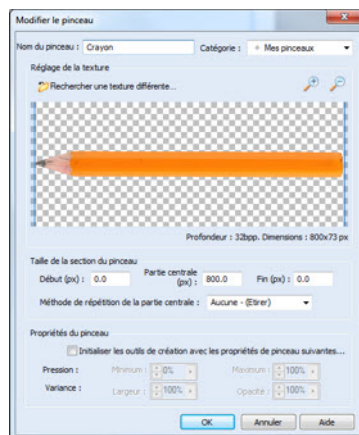 Modifier le pinceau
Nom du pinceau : Crayon Catégorie : Mes pinceaux
Réglage de la texture
Rechercher une texture différente...
Profondeur : 32bpp. Dimensions : 800x73 px
Taille de la section du pinceau
Début (px) : 0.0 Partie centrale (px) : 800.0 Fin (px) : 0.0
Méthode de répétition de la partie centrale : Aucune - (Etirer)
Propriétés du pinceau
Initialiser les outils de création avec les propriétés de pinceau suivantes...
Pression : Minimum : 0% Maximum : 100%
Variance : Largeur : 100% Opacité : 100%
OK Annuler Aide